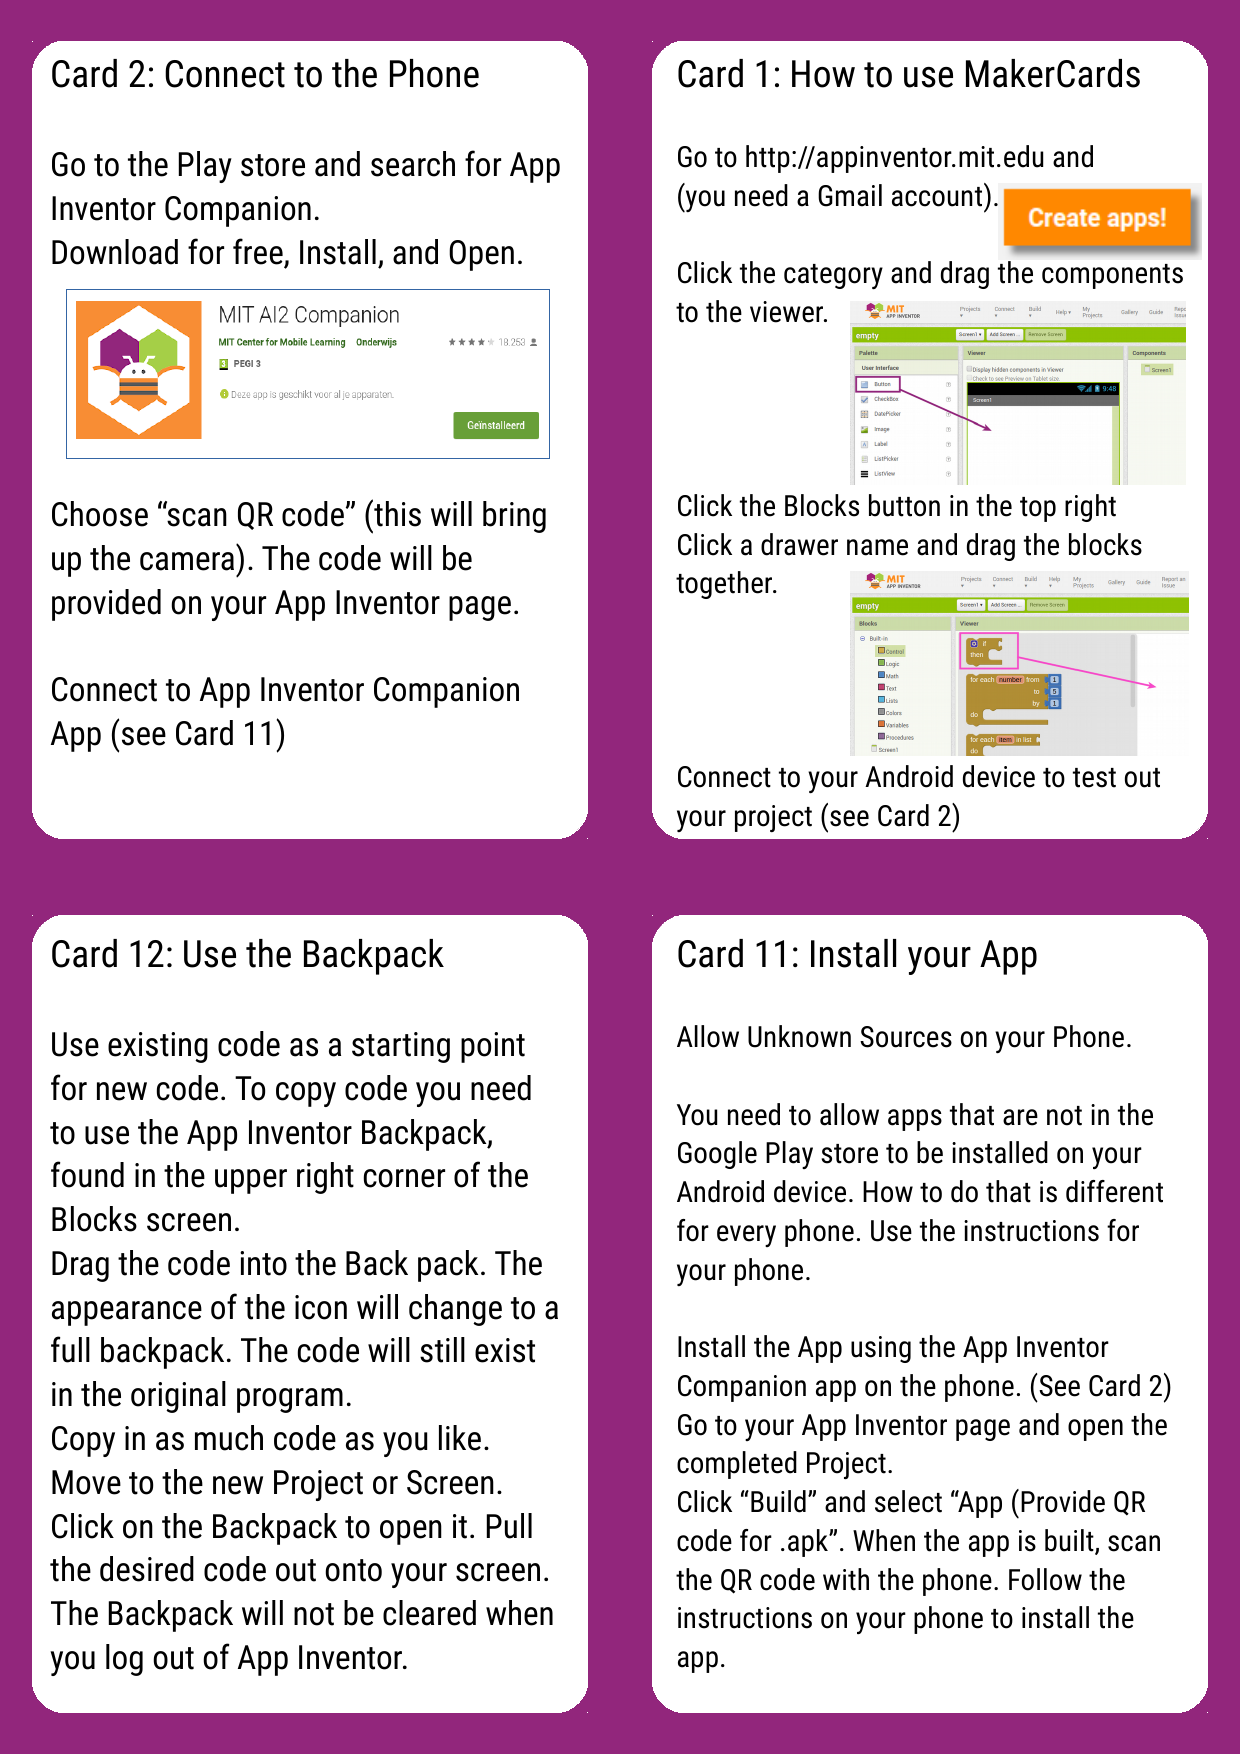 Card 2: Connect to the Phone
Go to the Play store and search for App
Inventor Companion.
Download for free, Install, and Open.
MIT AI2 Companion
MIT Center for Mobile Learning Onderwijs
18.253
3 PEGI 3
Deze app is geschikt voor al je apparaten.
Geïnstalleerd
Choose “scan QR code” (this will bring
up the camera). The code will be
provided on your App Inventor page.
Connect to App Inventor Companion
App (see Card 11)
Card 1: How to use MakerCards
Go to http://appinventor.mit.edu and
(you need a Gmail account).
Create apps!
Click the category and drag the components
to the viewer.
MIT
APP INVENTOR
Projects Connect Build Help My Projects Gallery Guide Repo Issue
empty
Screen1 Add Screen ... Remove Screen
Palette Viewer Components
User Interface
Display hidden components in Viewer
Check to see Preview on Tablet size.
Screen1
Button
9:48
Screen1
CheckBox
DatePicker
Image
Label
ListPicker
ListView
Click the Blocks button in the top right
Click a drawer name and drag the blocks
together.
MIT
APP INVENTOR
Projects Connect Build Help My Projects Gallery Guide Report an Issue
empty
Screen1 Add Screen ... Remove Screen
Blocks Viewer
Built-in
Control
Logic
Math
Text
Lists
Colors
Variables
Procedures
Screen1
if
then
for each number from 1
to 5
by 1
do
for each item in list
do
Connect to your Android device to test out
your project (see Card 2)
Card 12: Use the Backpack
Use existing code as a starting point
for new code. To copy code you need
to use the App Inventor Backpack,
found in the upper right corner of the
Blocks screen.
Drag the code into the Back pack. The
appearance of the icon will change to a
full backpack. The code will still exist
in the original program.
Copy in as much code as you like.
Move to the new Project or Screen.
Click on the Backpack to open it. Pull
the desired code out onto your screen.
The Backpack will not be cleared when
you log out of App Inventor.
Card 11: Install your App
Allow Unknown Sources on your Phone.
You need to allow apps that are not in the
Google Play store to be installed on your
Android device. How to do that is different
for every phone. Use the instructions for
your phone.
Install the App using the App Inventor
Companion app on the phone. (See Card 2)
Go to your App Inventor page and open the
completed Project.
Click “Build” and select “App (Provide QR
code for .apk”. When the app is built, scan
the QR code with the phone. Follow the
instructions on your phone to install the
app.